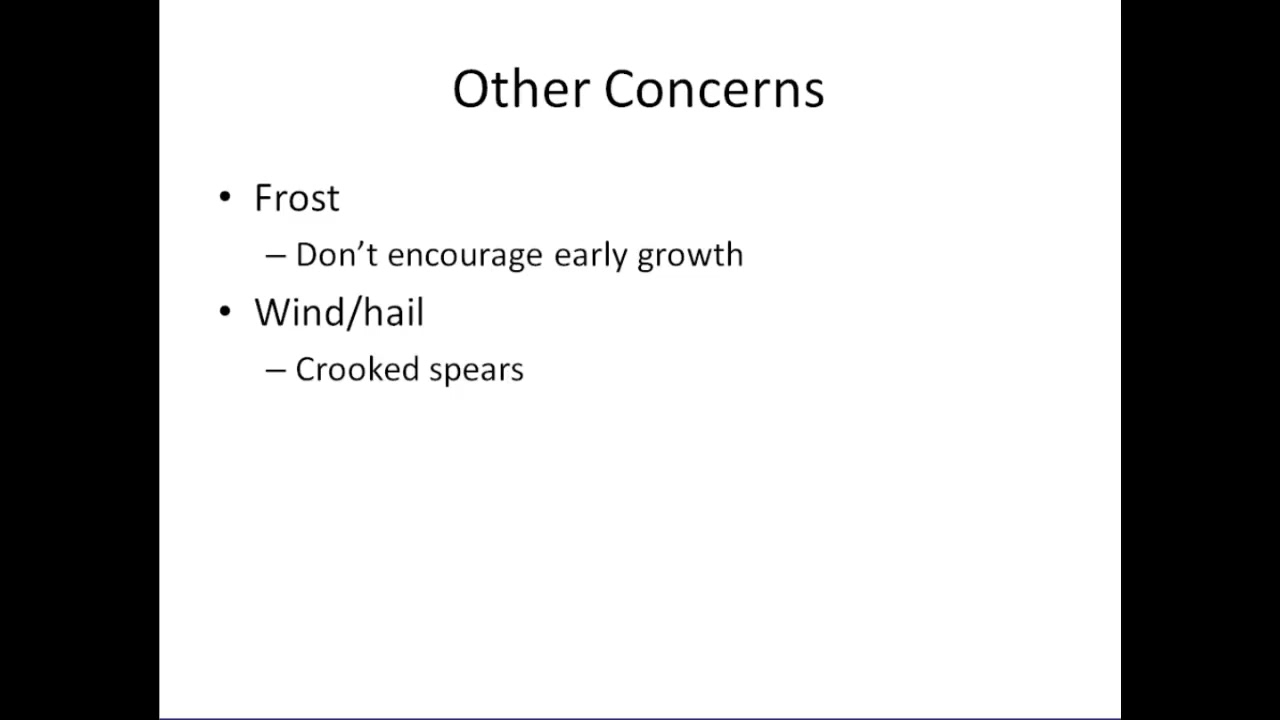 Other Concerns
• Frost
– Don’t encourage early growth
• Wind/hail
– Crooked spears